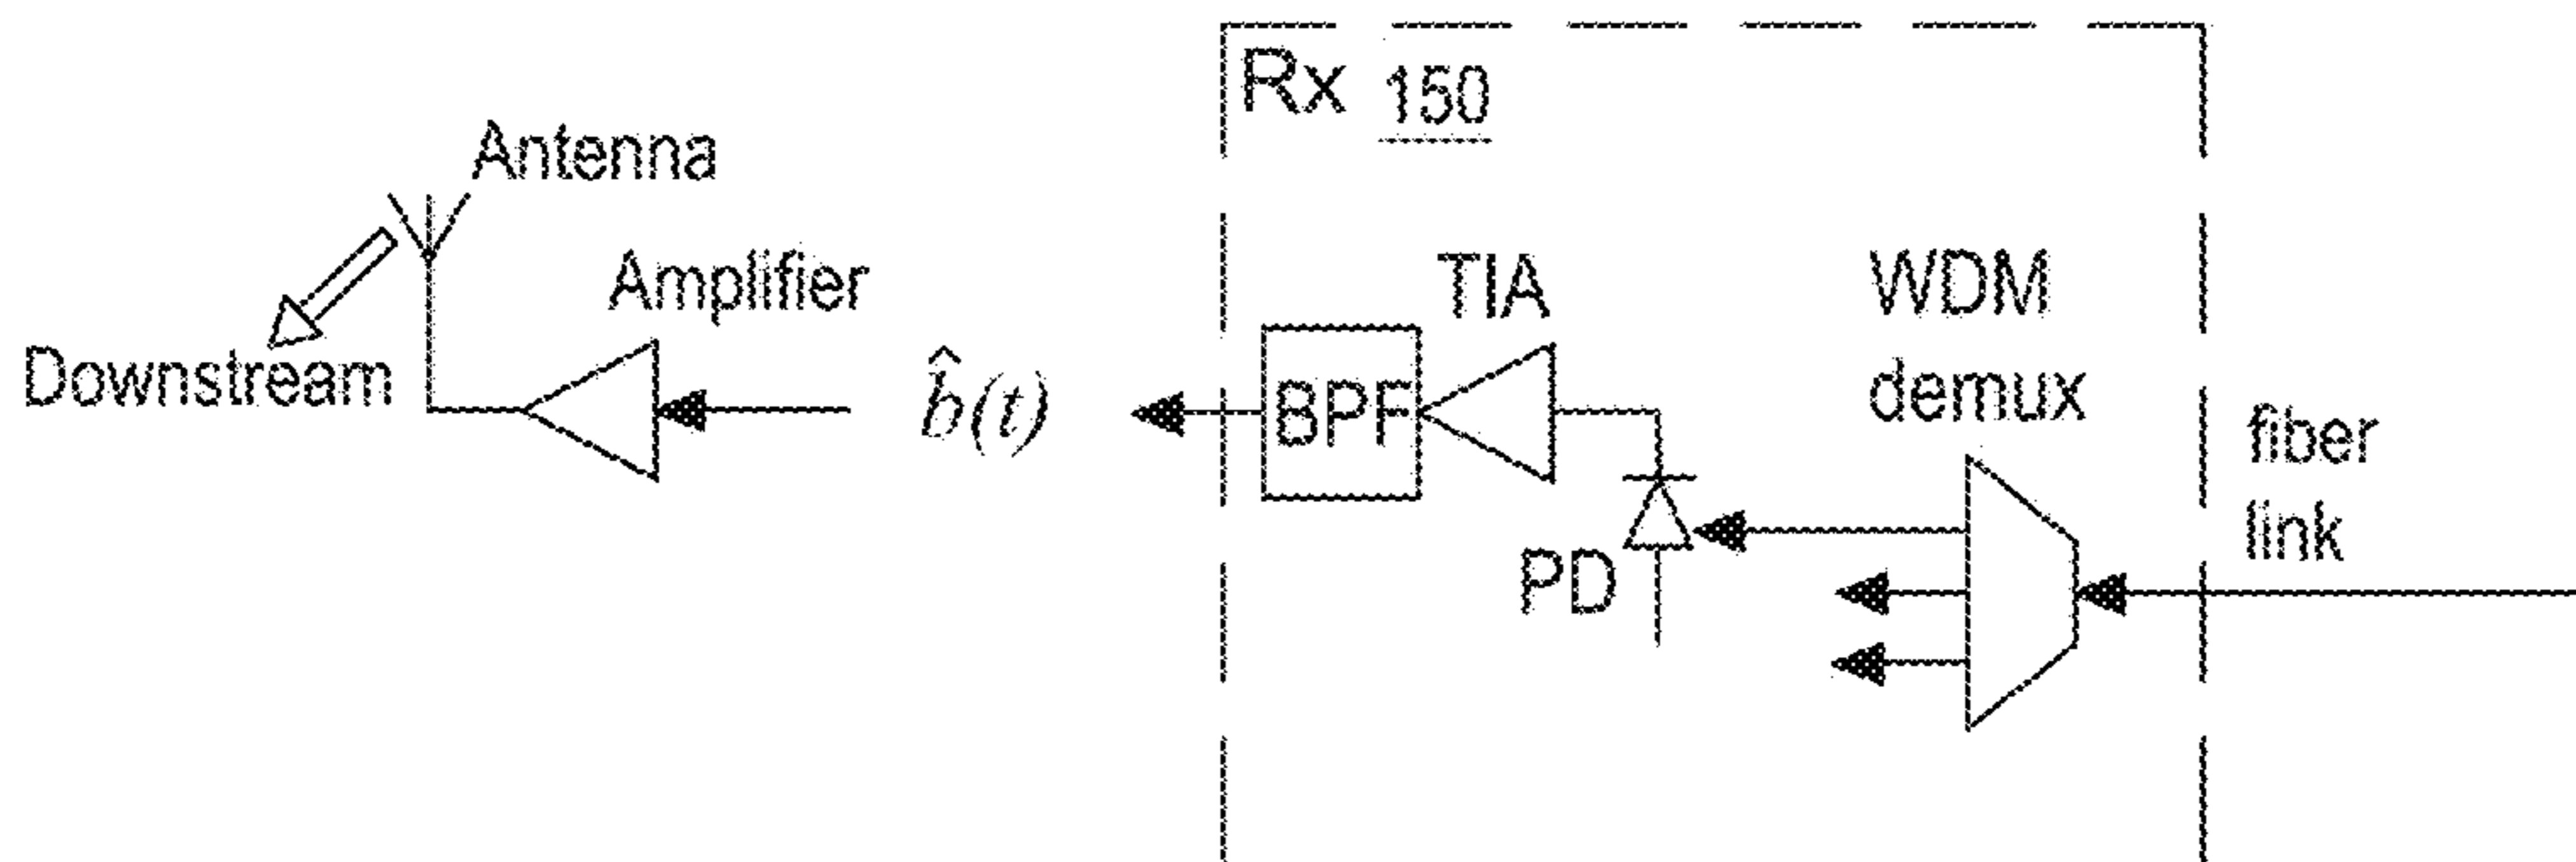 Rx 150
Antenna
Amplifier
TIA
WDM
demux
Downstream
b̂(t)
BPF
fiber
link
PD